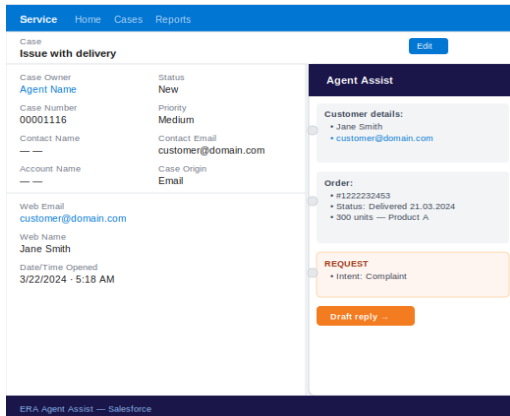 Service Home Cases Reports
Case
Issue with delivery
Edit
Case Owner
Agent Name
Status
New
Case Number
00001116
Priority
Medium
Contact Name
— —
Contact Email
customer@domain.com
Account Name
— —
Case Origin
Email
Web Email
customer@domain.com
Web Name
Jane Smith
Date/Time Opened
3/22/2024 · 5:18 AM
Agent Assist
Customer details:
• Jane Smith
• customer@domain.com
Order:
• #1222232453
• Status: Delivered 21.03.2024
• 300 units — Product A
REQUEST
• Intent: Complaint
Draft reply →
ERA Agent Assist — Salesforce